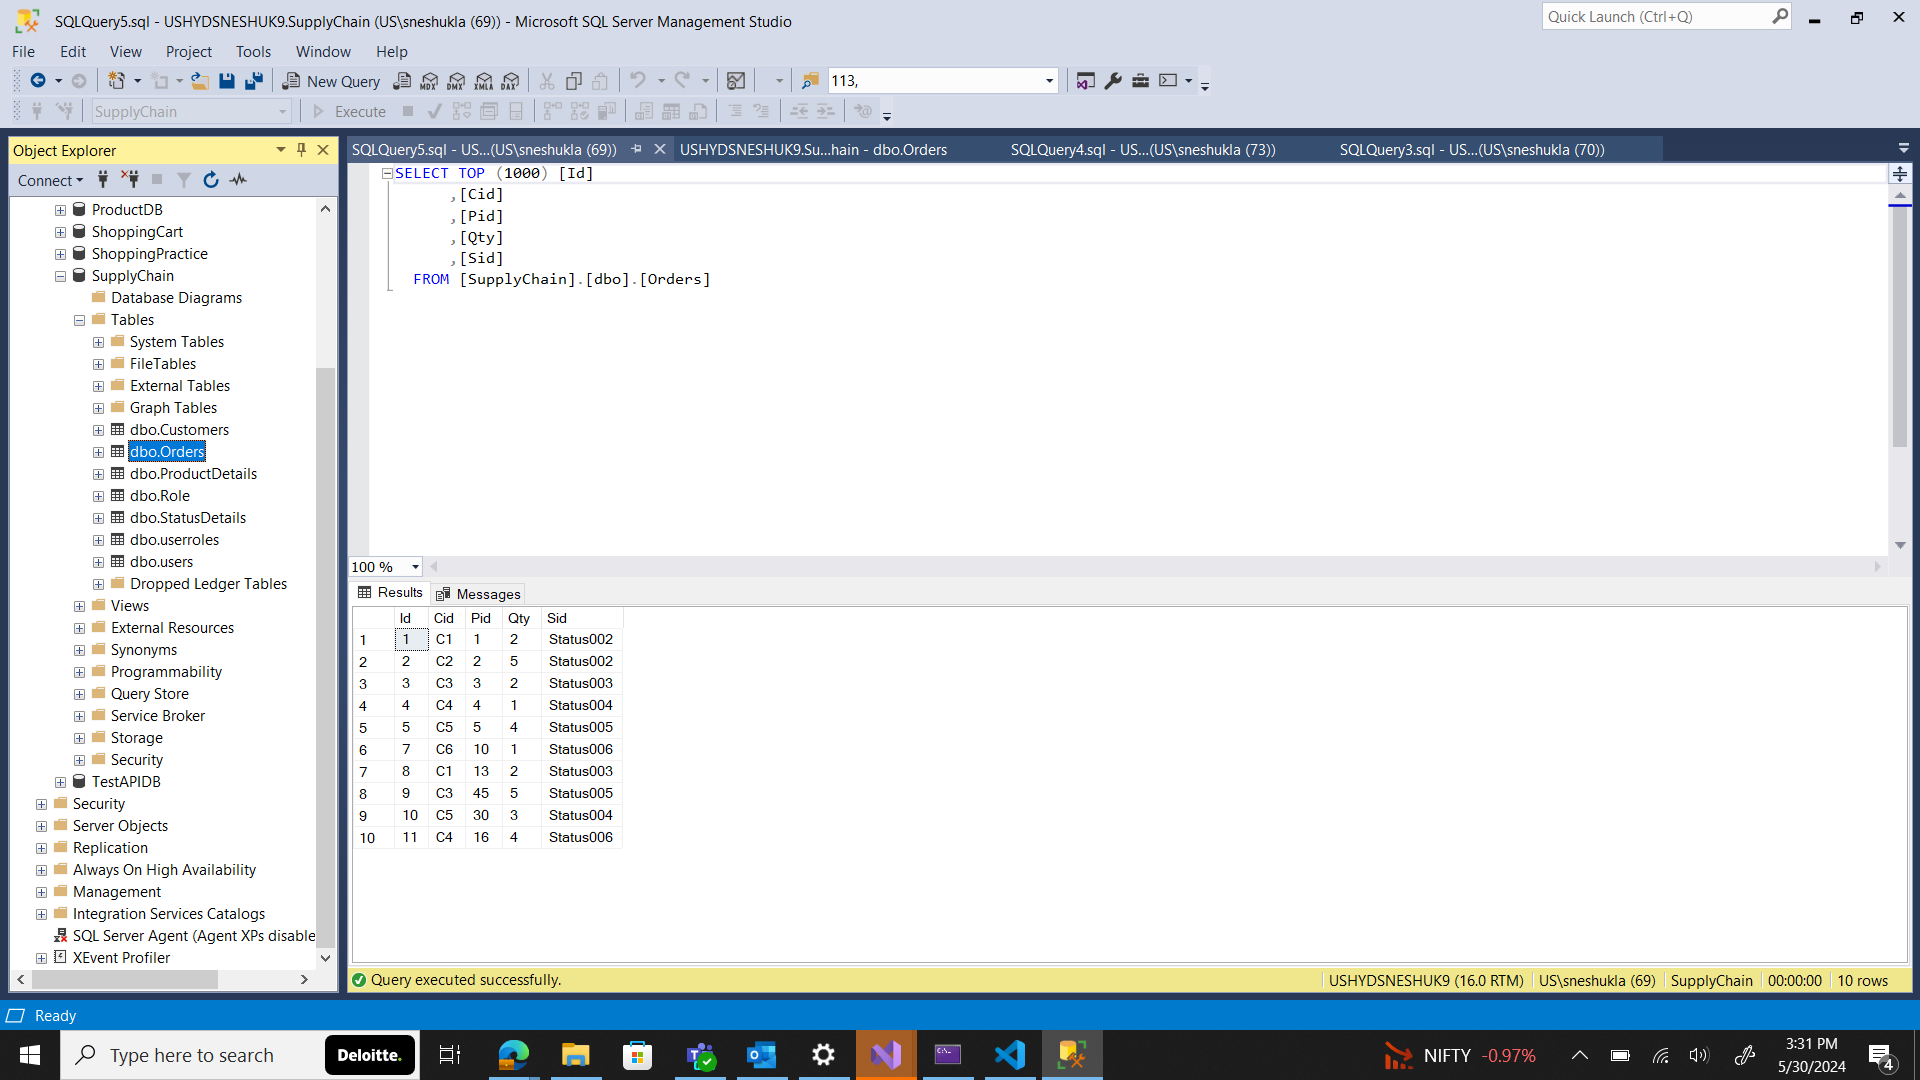 SQLQuery5.sql - USHYDSNESHUK9.SupplyChain (US\sneshukla (69)) - Microsoft SQL Server Management Studio
Quick Launch (Ctrl+Q)
File Edit View Project Tools Window Help
New Query MDX DMX XMLA DAX 113,
SupplyChain Execute
Object Explorer
Connect
ProductDB
ShoppingCart
ShoppingPractice
SupplyChain
Database Diagrams
Tables
System Tables
FileTables
External Tables
Graph Tables
dbo.Customers
dbo.Orders
dbo.ProductDetails
dbo.Role
dbo.StatusDetails
dbo.userroles
dbo.users
Dropped Ledger Tables
Views
External Resources
Synonyms
Programmability
Query Store
Service Broker
Storage
Security
TestAPIDB
Security
Server Objects
Replication
Always On High Availability
Management
Integration Services Catalogs
SQL Server Agent (Agent XPs disable
XEvent Profiler
SQLQuery5.sql - US...(US\sneshukla (69)) USHYDSNESHUK9.Su...hain - dbo.Orders SQLQuery4.sql - US...(US\sneshukla (73)) SQLQuery3.sql - US...(US\sneshukla (70))
SELECT TOP (1000) [Id]
,[Cid]
,[Pid]
,[Qty]
,[Sid]
FROM [SupplyChain].[dbo].[Orders]
100 %
Results Messages
Id Cid Pid Qty Sid
1 1 C1 1 2 Status002
2 2 C2 2 5 Status002
3 3 C3 3 2 Status003
4 4 C4 4 1 Status004
5 5 C5 5 4 Status005
6 7 C6 10 1 Status006
7 8 C1 13 2 Status003
8 9 C3 45 5 Status005
9 10 C5 30 3 Status004
10 11 C4 16 4 Status006
Query executed successfully. USHYDSNESHUK9 (16.0 RTM) US\sneshukla (69) SupplyChain 00:00:00 10 rows
Ready
Type here to search Deloitte. NIFTY -0.97% 3:31 PM
5/30/2024 4